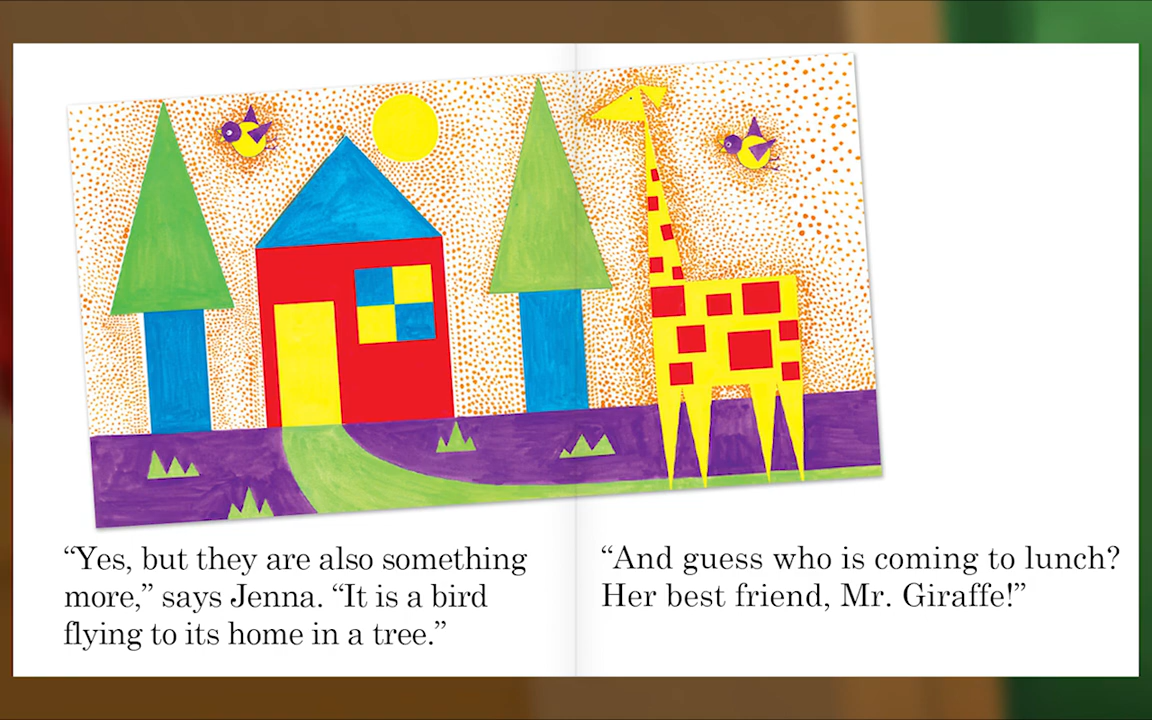 “Yes, but they are also something
more,” says Jenna. “It is a bird
flying to its home in a tree.”
“And guess who is coming to lunch?
Her best friend, Mr. Giraffe!”